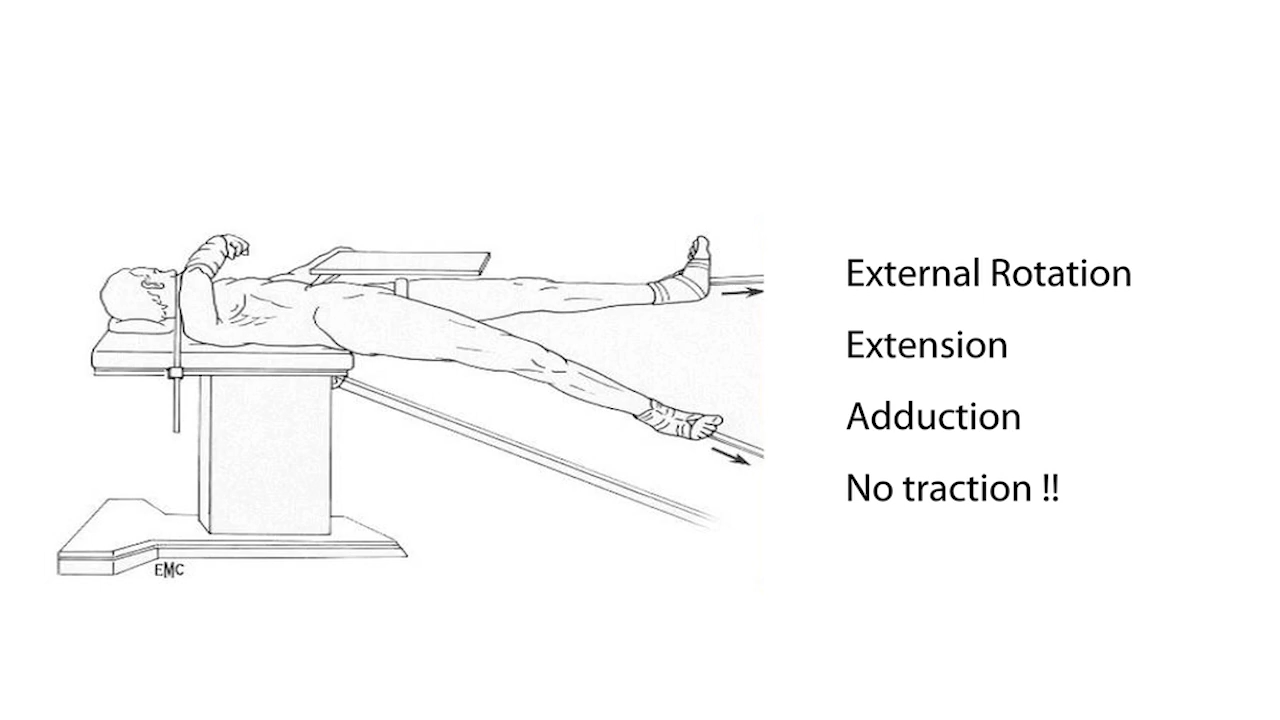 External Rotation
Extension
Adduction
No traction !!
EMC